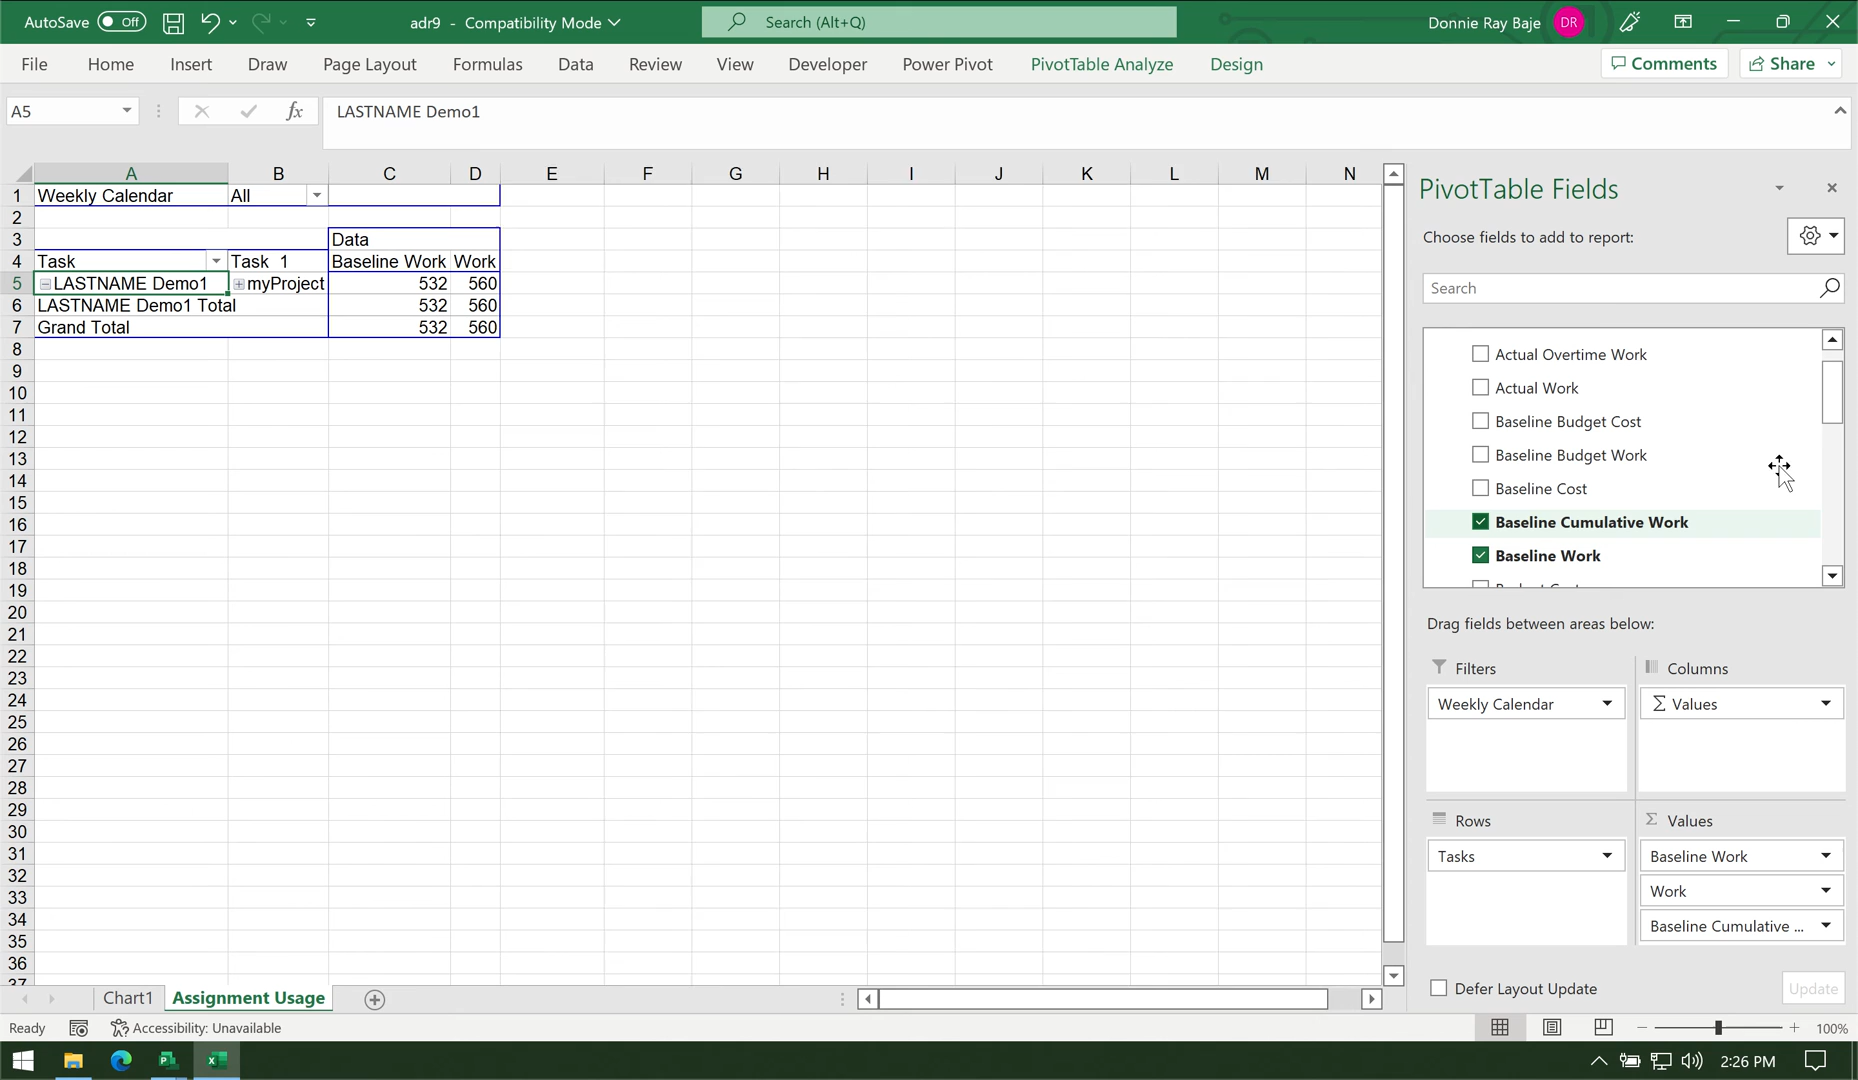 AutoSave Off adr9 - Compatibility Mode Search (Alt+Q) Donnie Ray Baje DR
File Home Insert Draw Page Layout Formulas Data Review View Developer Power Pivot PivotTable Analyze Design Comments Share
A5 fx LASTNAME Demo1
A B C D E F G H I J K L M N
1 Weekly Calendar All
2
3 Data
4 Task Task 1 Baseline Work Work
5 LASTNAME Demo1 myProject 532 560
6 LASTNAME Demo1 Total 532 560
7 Grand Total 532 560
8
9
10
11
12
13
14
15
16
17
18
19
20
21
22
23
24
25
26
27
28
29
30
31
32
33
34
35
36
37
PivotTable Fields
Choose fields to add to report:
Search
Actual Overtime Work
Actual Work
Baseline Budget Cost
Baseline Budget Work
Baseline Cost
Baseline Cumulative Work
Baseline Work
Drag fields between areas below:
Filters Columns
Weekly Calendar Σ Values
Rows Σ Values
Tasks Baseline Work
Work
Baseline Cumulative ...
Defer Layout Update Update
Chart1 Assignment Usage
Ready Accessibility: Unavailable 100%
2:26 PM